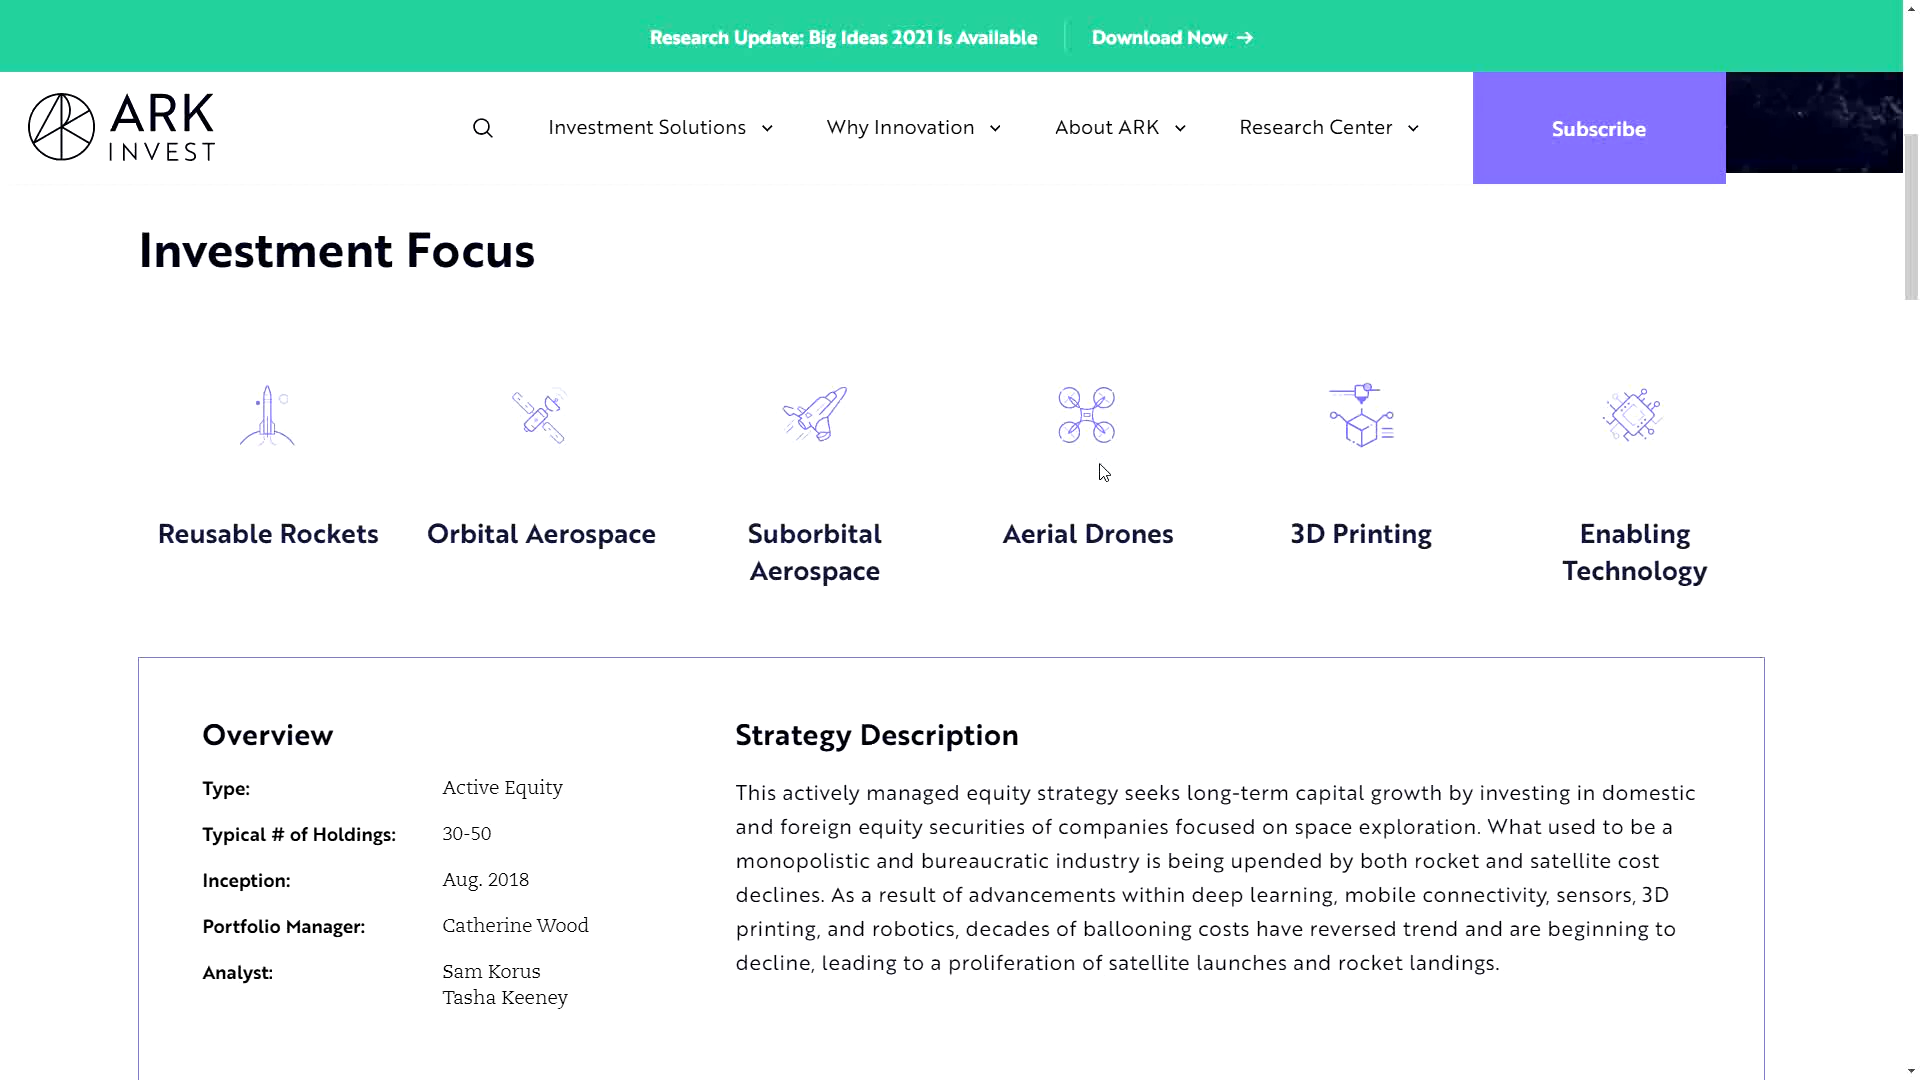 Research Update: Big Ideas 2021 Is Available
Download Now →
ARK
INVEST
Investment Solutions
Why Innovation
About ARK
Research Center
Subscribe
Investment Focus
Reusable Rockets
Orbital Aerospace
Suborbital
Aerospace
Aerial Drones
3D Printing
Enabling
Technology
Overview
Type: Active Equity
Typical # of Holdings: 30-50
Inception: Aug. 2018
Portfolio Manager: Catherine Wood
Analyst: Sam Korus
Tasha Keeney
Strategy Description
This actively managed equity strategy seeks long-term capital growth by investing in domestic
and foreign equity securities of companies focused on space exploration. What used to be a
monopolistic and bureaucratic industry is being upended by both rocket and satellite cost
declines. As a result of advancements within deep learning, mobile connectivity, sensors, 3D
printing, and robotics, decades of ballooning costs have reversed trend and are beginning to
decline, leading to a proliferation of satellite launches and rocket landings.